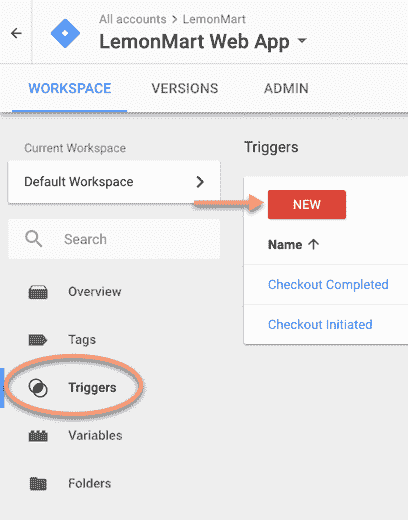 All accounts > LemonMart
LemonMart Web App
WORKSPACE VERSIONS ADMIN
Current Workspace
Default Workspace
Search
Overview
Tags
Triggers
Variables
Folders
Triggers
NEW
Name
Checkout Completed
Checkout Initiated